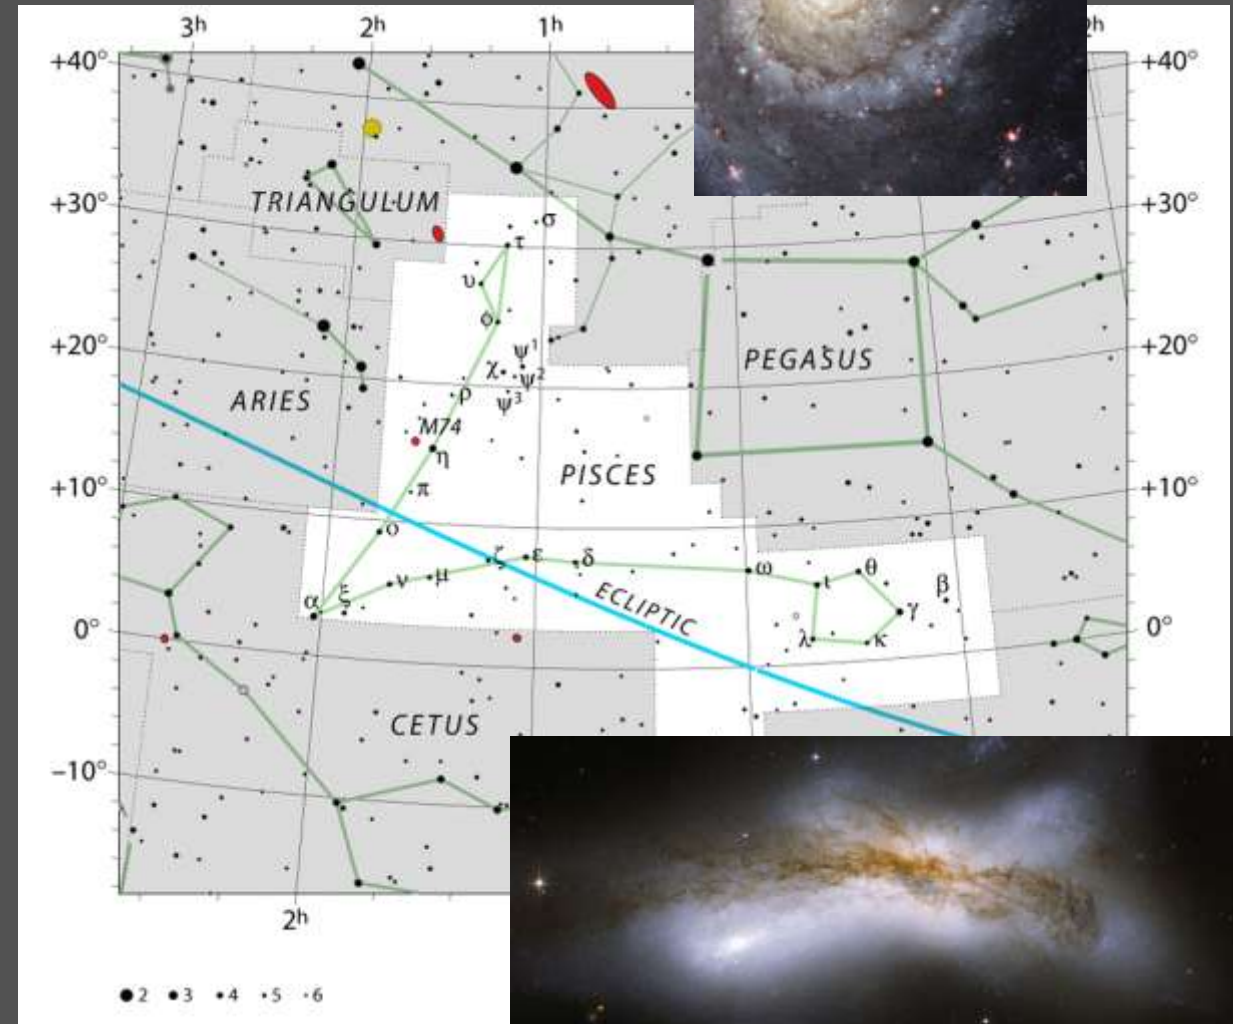 3h 2h 1h 2h
+40° +40°
+30° TRIANGULUM σ +30°
τ
υ
φ
+20° ψ¹ PEGASUS +20°
χ ψ²
ARIES ρ ψ³
M74
η PISCES
+10° π +10°
ο
ζ ε δ ω θ
ν μ ι β
α ξ ECLIPTIC γ
0° λ κ 0°
CETUS
−10°
2h
2 3 4 5 6